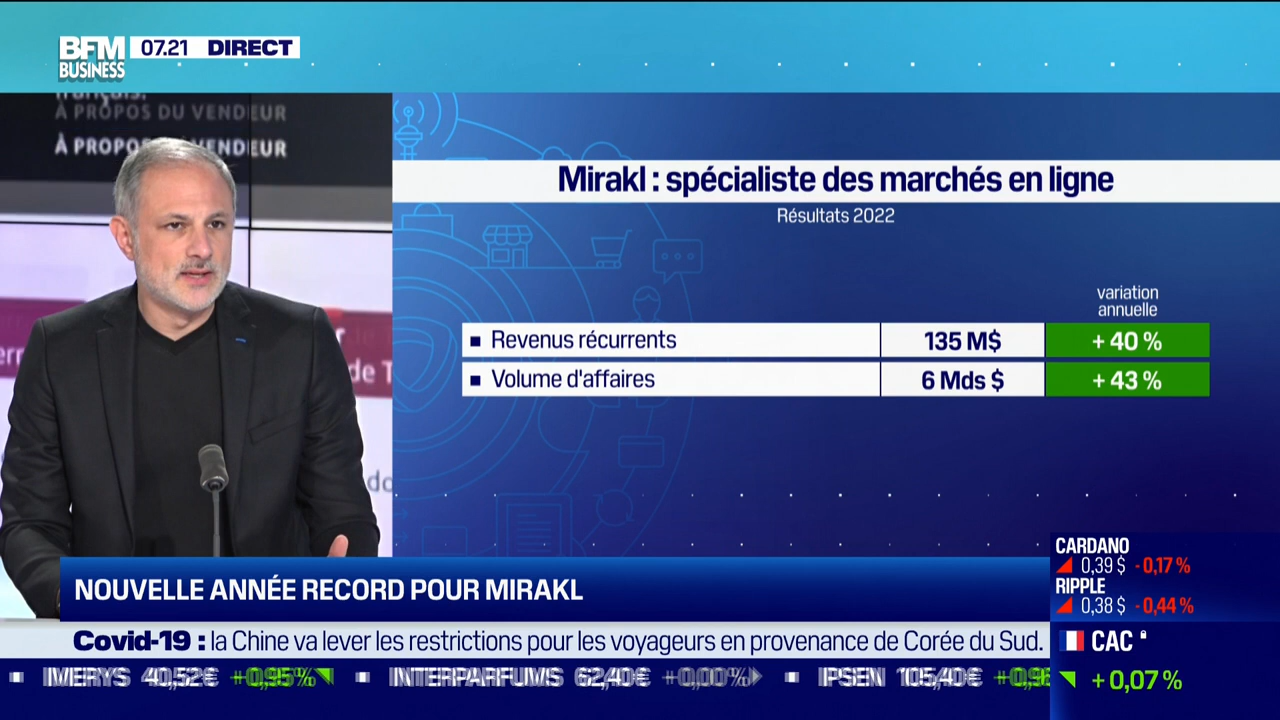 BFM
BUSINESS
07.21 DIRECT
français.
À PROPOS DU VENDEUR
À PROPOS VENDEUR
de T
Mirakl : spécialiste des marchés en ligne
Résultats 2022
variation
annuelle
▪ Revenus récurrents 135 M$ + 40 %
▪ Volume d'affaires 6 Mds $ + 43 %
NOUVELLE ANNÉE RECORD POUR MIRAKL
Covid-19 : la Chine va lever les restrictions pour les voyageurs en provenance de Corée du Sud.
CARDANO
0,39 $ - 0,17 %
RIPPLE
0,38 $ - 0,44 %
CAC
+ 0,07 %
IMERYS 40,52€ +0,95% INTERPARFUMS 62,40€ +0,00% IPSEN 105,40€ +0,96